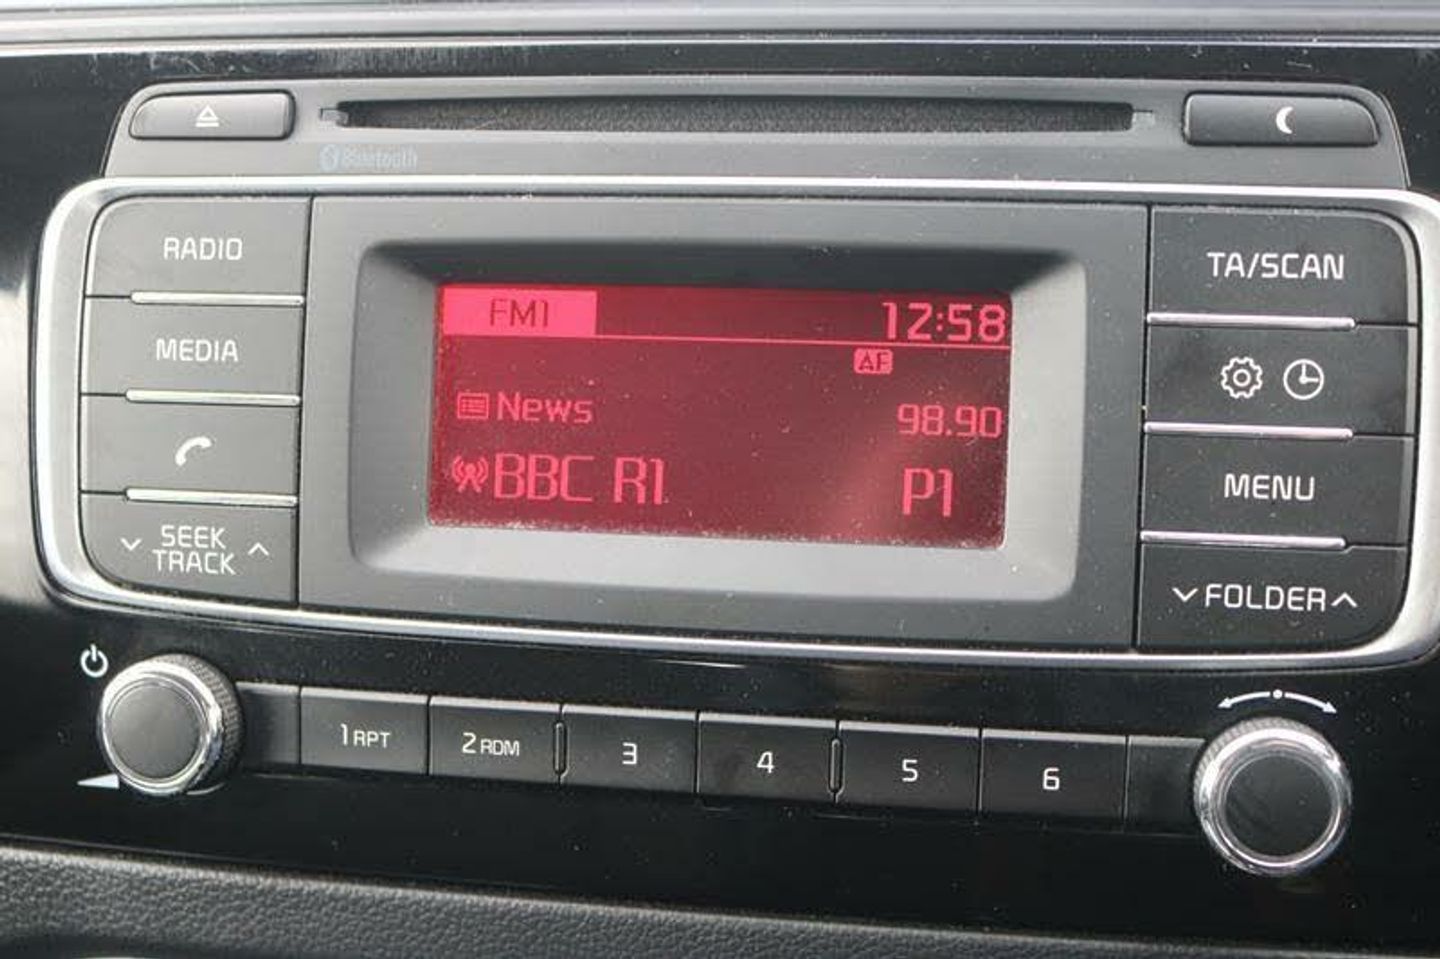 Bluetooth
RADIO
MEDIA
SEEK
TRACK
FM1
12:58
AF
News
98.90
BBC R1
P1
TA/SCAN
MENU
FOLDER
1 RPT
2 RDM
3
4
5
6